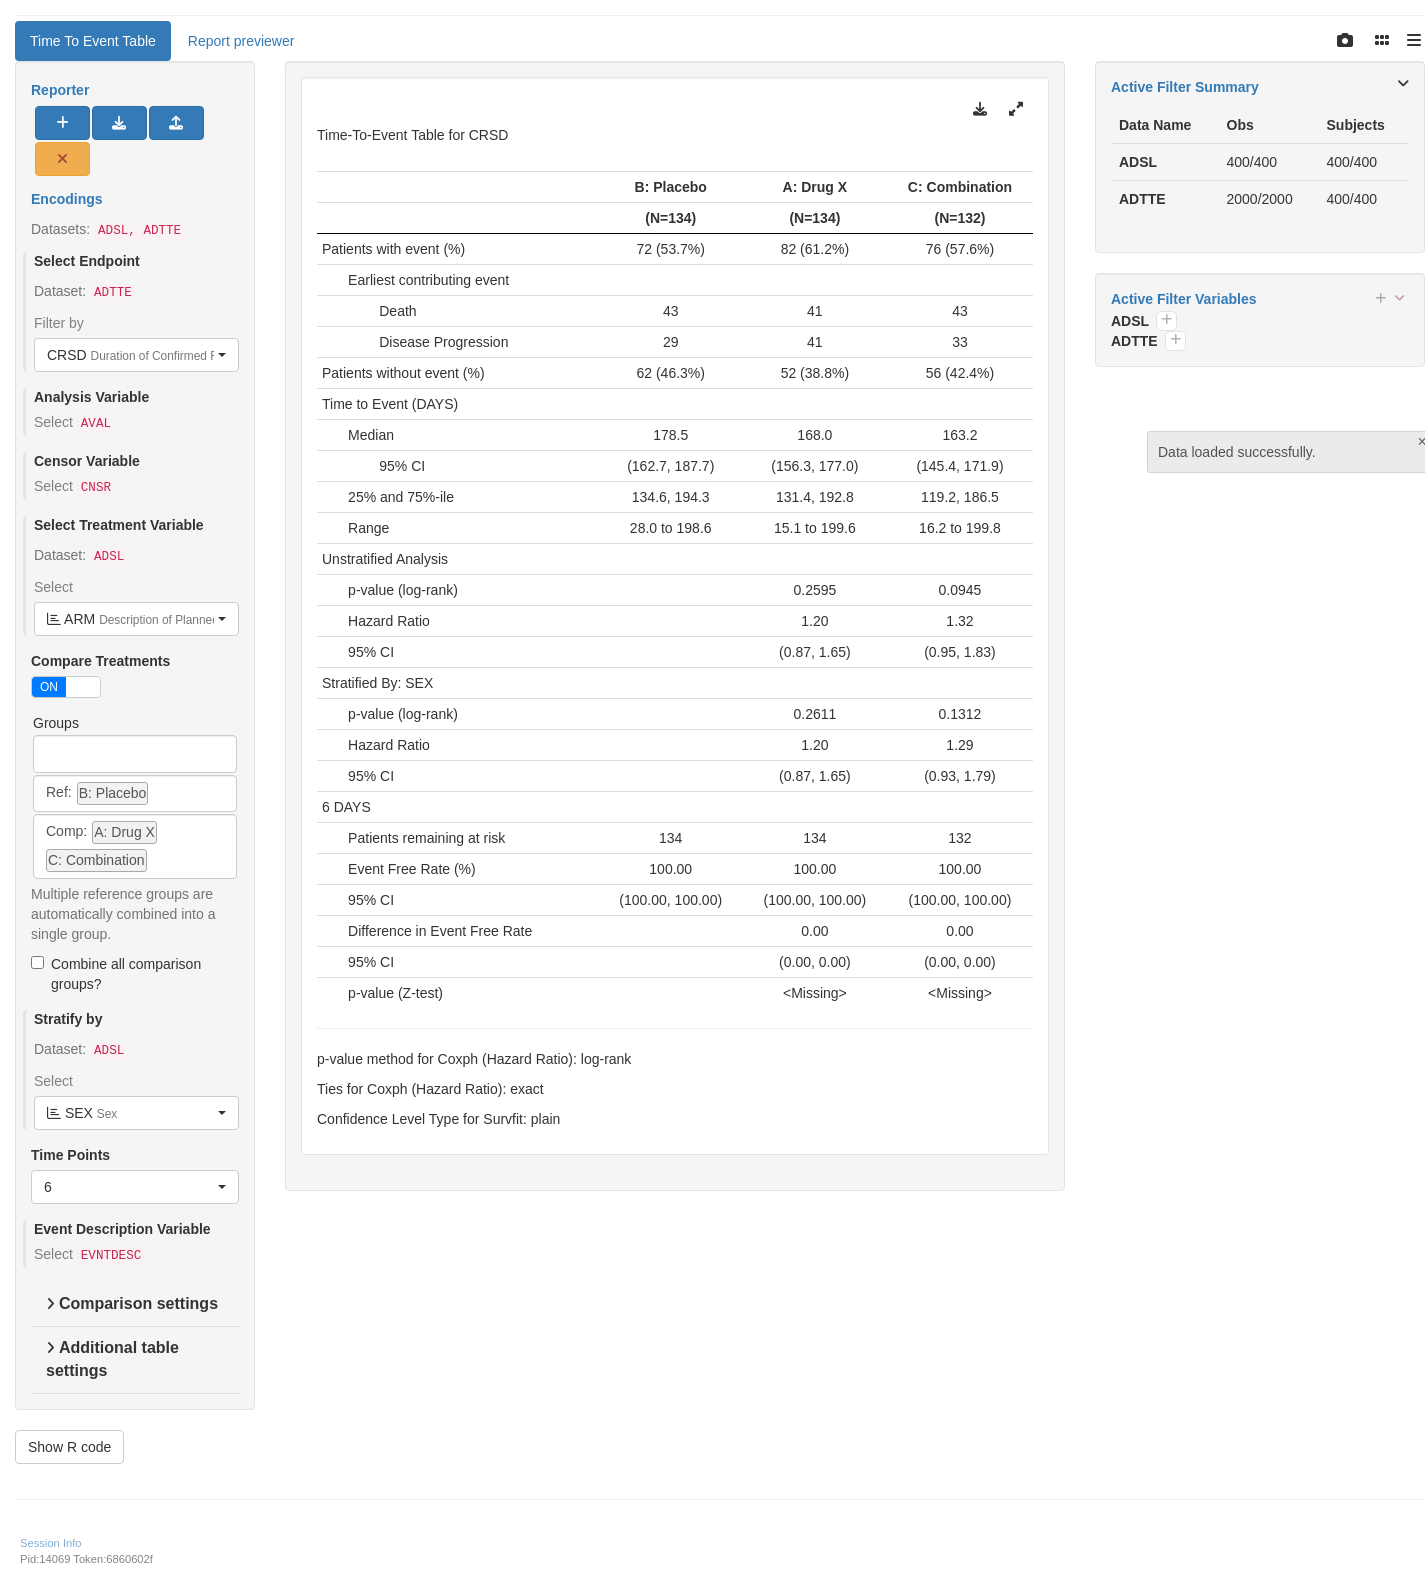 Time To Event Table
Report previewer
Reporter
Encodings
Datasets: ADSL, ADTTE
Select Endpoint
Dataset: ADTTE
Filter by
CRSD Duration of Confirmed
Analysis Variable
Select AVAL
Censor Variable
Select CNSR
Select Treatment Variable
Dataset: ADSL
Select
ARM Description of Planned
Compare Treatments
ON
Groups
Ref: B: Placebo
Comp: A: Drug X
C: Combination
Multiple reference groups are
automatically combined into a
single group.
Combine all comparison
groups?
Stratify by
Dataset: ADSL
Select
SEX Sex
Time Points
6
Event Description Variable
Select EVNTDESC
Comparison settings
Additional table
settings
Show R code
Time-To-Event Table for CRSD
B: Placebo A: Drug X C: Combination
(N=134) (N=134) (N=132)
Patients with event (%) 72 (53.7%) 82 (61.2%) 76 (57.6%)
Earliest contributing event
Death 43 41 43
Disease Progression 29 41 33
Patients without event (%) 62 (46.3%) 52 (38.8%) 56 (42.4%)
Time to Event (DAYS)
Median 178.5 168.0 163.2
95% CI (162.7, 187.7) (156.3, 177.0) (145.4, 171.9)
25% and 75%-ile 134.6, 194.3 131.4, 192.8 119.2, 186.5
Range 28.0 to 198.6 15.1 to 199.6 16.2 to 199.8
Unstratified Analysis
p-value (log-rank) 0.2595 0.0945
Hazard Ratio 1.20 1.32
95% CI (0.87, 1.65) (0.95, 1.83)
Stratified By: SEX
p-value (log-rank) 0.2611 0.1312
Hazard Ratio 1.20 1.29
95% CI (0.87, 1.65) (0.93, 1.79)
6 DAYS
Patients remaining at risk 134 134 132
Event Free Rate (%) 100.00 100.00 100.00
95% CI (100.00, 100.00) (100.00, 100.00) (100.00, 100.00)
Difference in Event Free Rate 0.00 0.00
95% CI (0.00, 0.00) (0.00, 0.00)
p-value (Z-test) <Missing> <Missing>
p-value method for Coxph (Hazard Ratio): log-rank
Ties for Coxph (Hazard Ratio): exact
Confidence Level Type for Survfit: plain
Active Filter Summary
Data Name Obs Subjects
ADSL 400/400 400/400
ADTTE 2000/2000 400/400
Active Filter Variables
ADSL
ADTTE
Data loaded successfully.
Session Info
Pid:14069 Token:6860602f